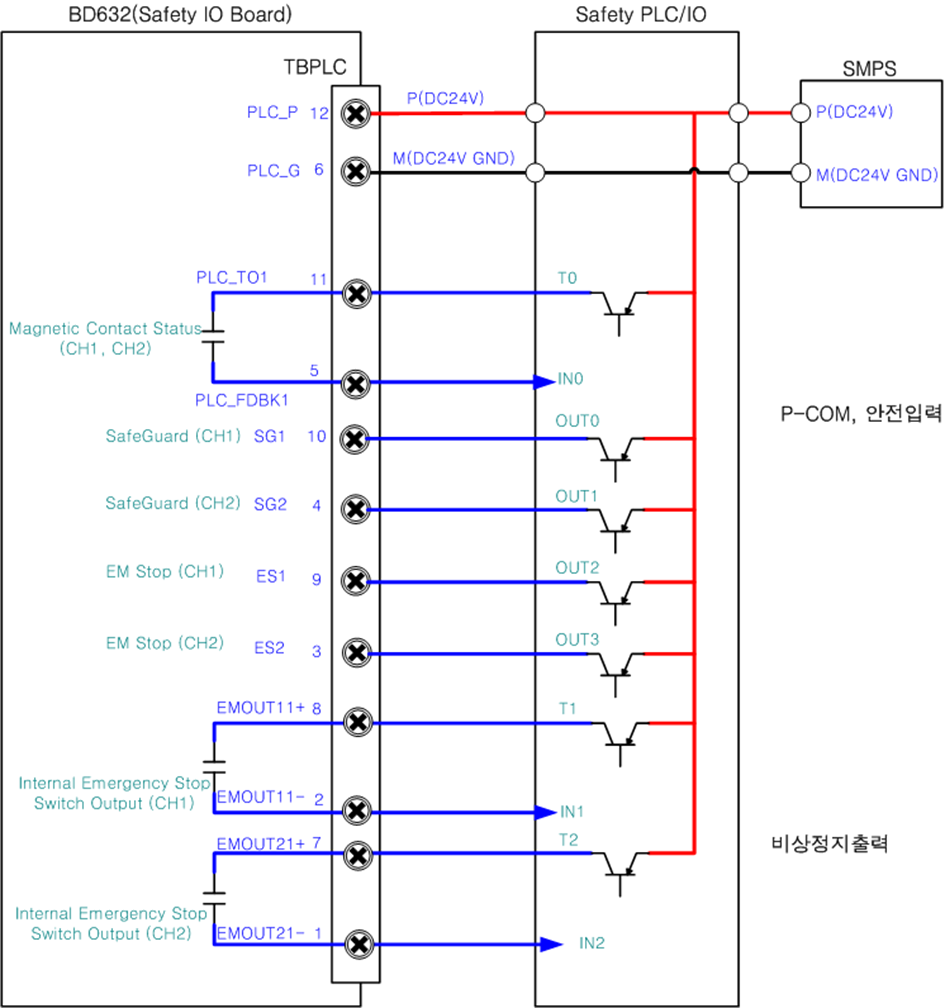 BD632(Safety IO Board)
Safety PLC/IO
TBPLC
SMPS
PLC_P 12
P(DC24V)
P(DC24V)
PLC_G 6
M(DC24V GND)
M(DC24V GND)
PLC_TO1 11
T0
Magnetic Contact Status
(CH1, CH2)
5
IN0
PLC_FDBK1
P-COM, 안전입력
SafeGuard (CH1) SG1 10
OUT0
SafeGuard (CH2) SG2 4
OUT1
EM Stop (CH1) ES1 9
OUT2
EM Stop (CH2) ES2 3
OUT3
EMOUT11+ 8
T1
Internal Emergency Stop
Switch Output (CH1)
EMOUT11- 2
IN1
EMOUT21+ 7
T2
비상정지출력
Internal Emergency Stop
Switch Output (CH2)
EMOUT21- 1
IN2